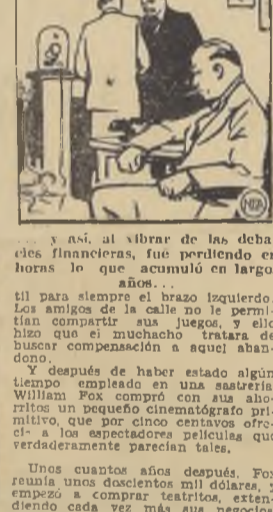 NEA
... y así, al vibrar de las deba
cles financieras, fué perdiendo en
horas lo que acumuló en largo
años...
til para siempre el brazo izquierdo.
Los amigos de la calle no le permi-
tían compartir sus juegos, y ello
hizo que el muchacho tratara de
buscar compensación a aquel aban-
dono.
Y después de haber estado algún
tiempo empleado en una sastrería
William Fox compró con sus aho-
rritos un pequeño cinematógrafo pri-
mitivo, que por cinco centavos ofre-
cía a los espectadores películas que
verdaderamente parecían tales.
Unos cuantos años después, Fox
reunía unos doscientos mil dólares, y
empezó a comprar teatritos, exten-
diendo cada vez más sus negocios